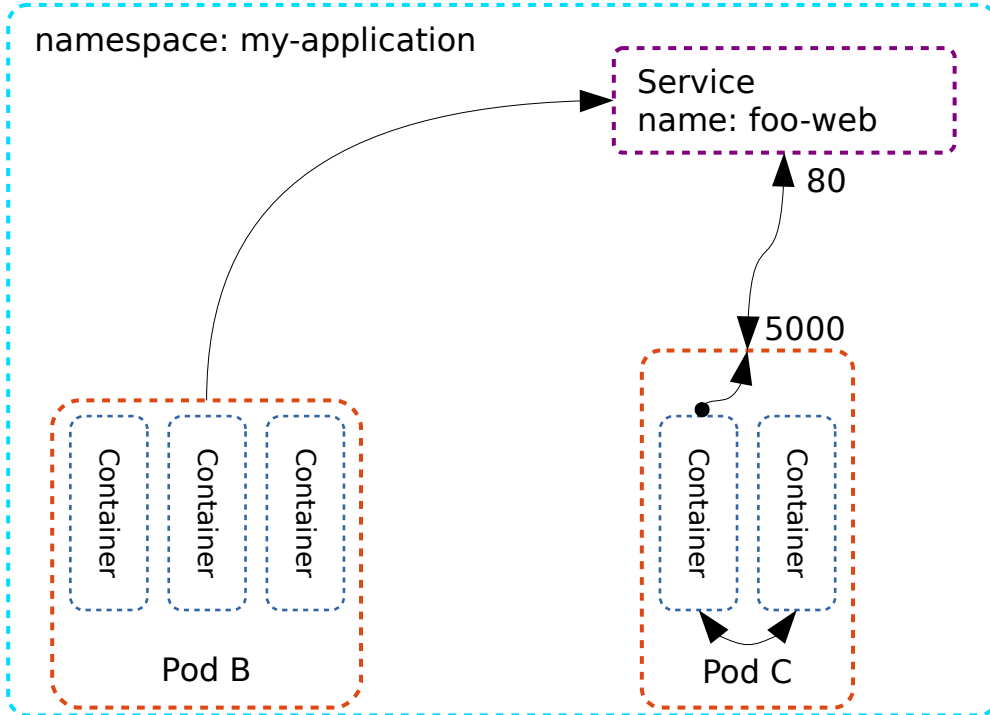 namespace: my-application
Service
name: foo-web
80
5000
Container
Container
Container
Pod B
Container
Container
Pod C